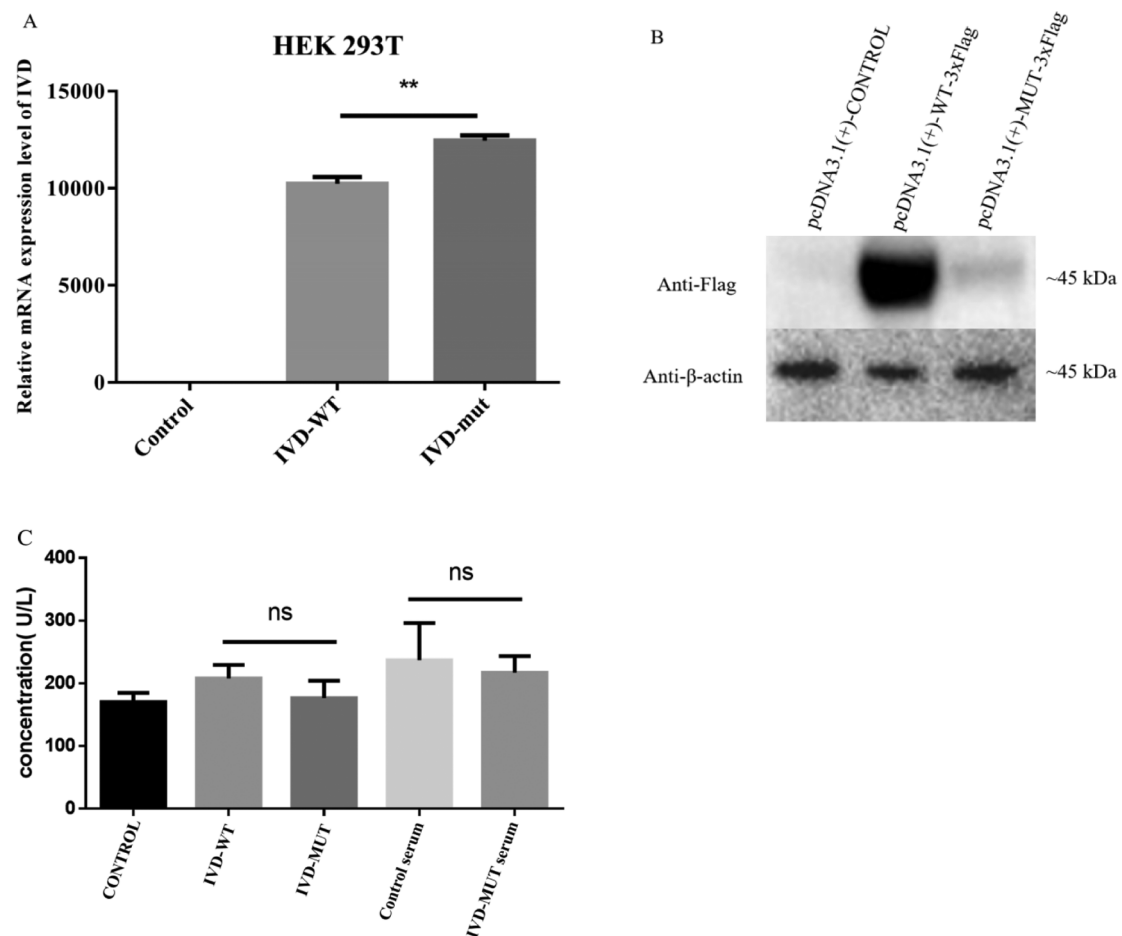 A
HEK 293T
Relative mRNA expression level of IVD
15000
10000
5000
0
**
Control
IVD-WT
IVD-mut
B
pcDNA3.1(+)-CONTROL
pcDNA3.1(+)-WT-3xFlag
pcDNA3.1(+)-MUT-3xFlag
Anti-Flag
~45 kDa
Anti-β-actin
~45 kDa
C
concentration( U/L)
400
300
200
100
0
ns
ns
CONTROL
IVD-WT
IVD-MUT
Control serum
IVD-MUT serum